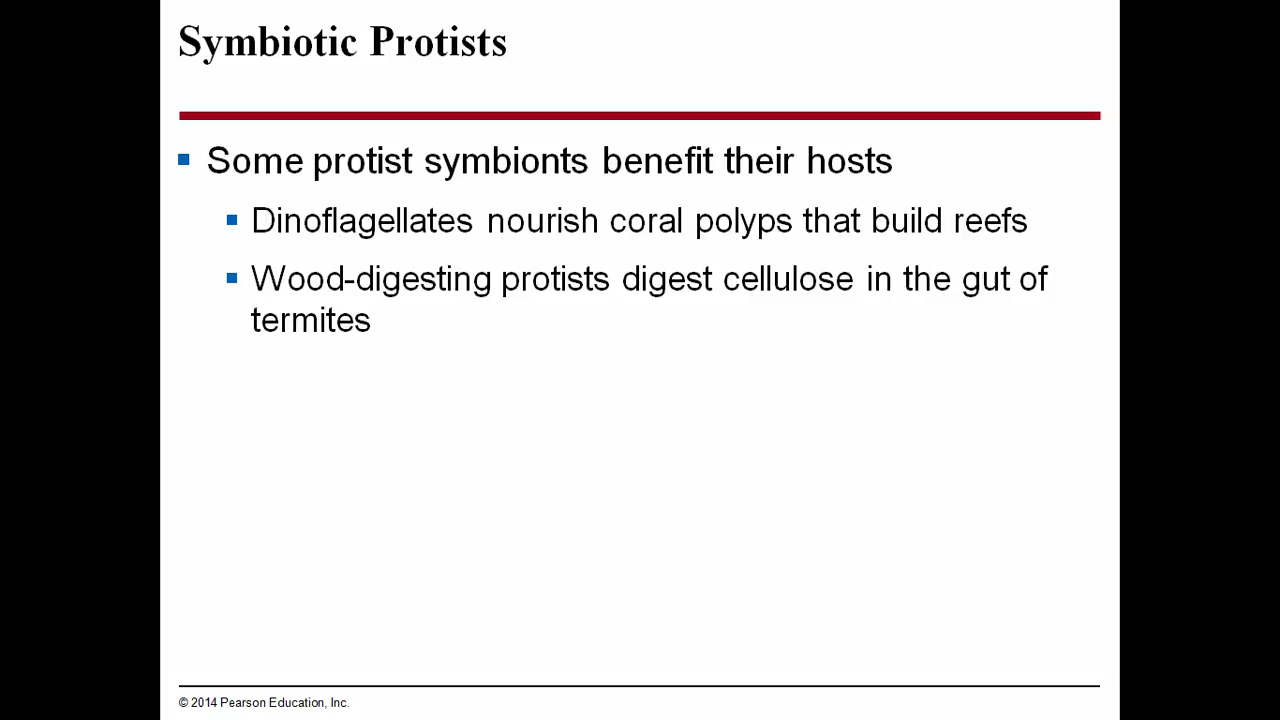 Symbiotic Protists
Some protist symbionts benefit their hosts
Dinoflagellates nourish coral polyps that build reefs
Wood-digesting protists digest cellulose in the gut of
termites
© 2014 Pearson Education, Inc.